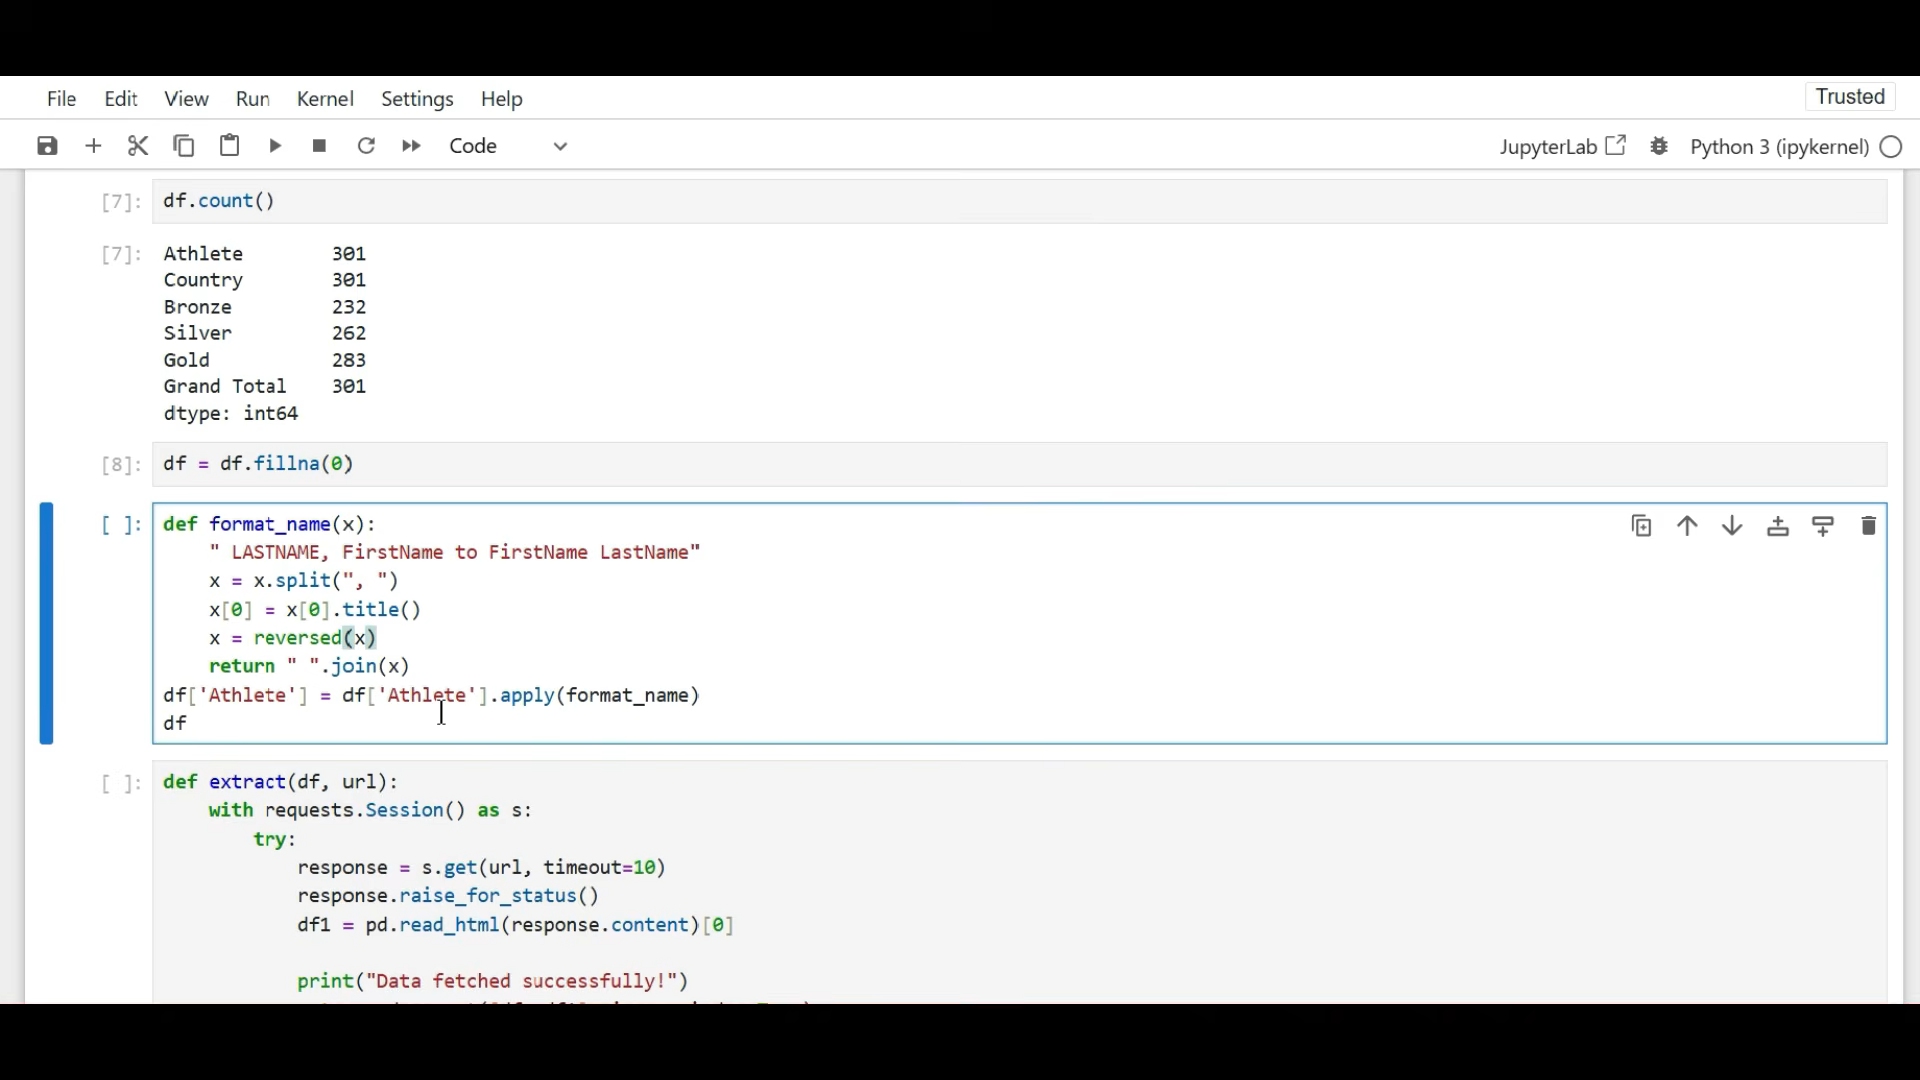 File Edit View Run Kernel Settings Help Trusted
Code JupyterLab Python 3 (ipykernel)
[7]: df.count()
[7]: Athlete 301
Country 301
Bronze 232
Silver 262
Gold 283
Grand Total 301
dtype: int64
[8]: df = df.fillna(0)
[ ]: def format_name(x):
" LASTNAME, FirstName to FirstName LastName"
x = x.split(", ")
x[0] = x[0].title()
x = reversed(x)
return " ".join(x)
df['Athlete'] = df['Athlete'].apply(format_name)
df
[ ]: def extract(df, url):
with requests.Session() as s:
try:
response = s.get(url, timeout=10)
response.raise_for_status()
df1 = pd.read_html(response.content)[0]
print("Data fetched successfully!")